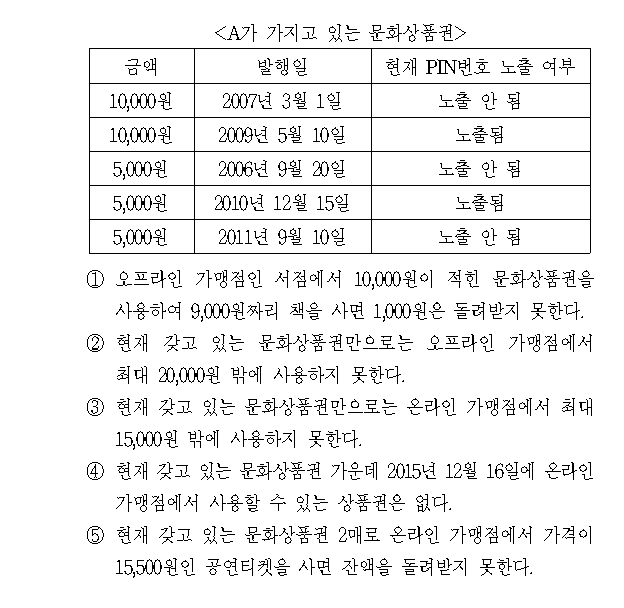 <A가 가지고 있는 문화상품권>
금액 발행일 현재 PIN번호 노출 여부
10,000원 2007년 3월 1일 노출 안 됨
10,000원 2009년 5월 10일 노출됨
5,000원 2006년 9월 20일 노출 안 됨
5,000원 2010년 12월 15일 노출됨
5,000원 2011년 9월 10일 노출 안 됨
① 오프라인 가맹점인 서점에서 10,000원이 적힌 문화상품권을
사용하여 9,000원짜리 책을 사면 1,000원은 돌려받지 못한다.
② 현재 갖고 있는 문화상품권만으로는 오프라인 가맹점에서
최대 20,000원 밖에 사용하지 못한다.
③ 현재 갖고 있는 문화상품권만으로는 온라인 가맹점에서 최대
15,000원 밖에 사용하지 못한다.
④ 현재 갖고 있는 문화상품권 가운데 2015년 12월 16일에 온라인
가맹점에서 사용할 수 있는 상품권은 없다.
⑤ 현재 갖고 있는 문화상품권 2매로 온라인 가맹점에서 가격이
15,500원인 공연티켓을 사면 잔액을 돌려받지 못한다.